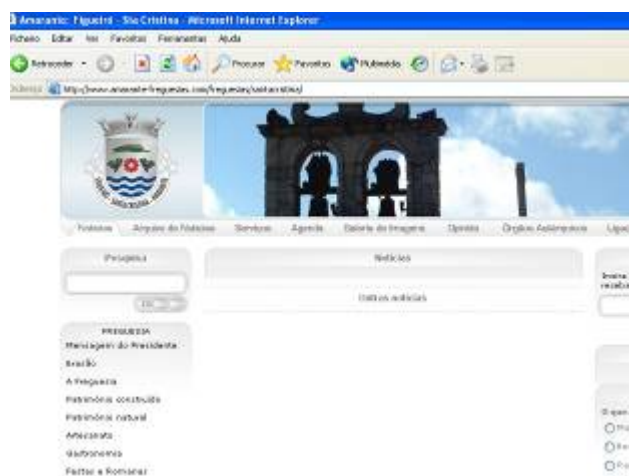 Amarante: Figueiró - Sta Cristina - Microsoft Internet Explorer
Ficheiro Editar Ver Favoritos Ferramentas Ajuda
Retroceder Procurar Favoritos Multimédia
Endereço http://www.amarante-freguesias.com/freguesias/santacristina/
Notícias Arquivo de Notícias Serviços Agenda Galeria de Imagens Opinião Órgãos Autárquicos
Pesquisa
Notícias
Outras notícias
FREGUESIA
Mensagem do Presidente
Brasão
A Freguesia
Património construído
Património natural
Artesanato
Gastronomia
Festas e Romarias
O que